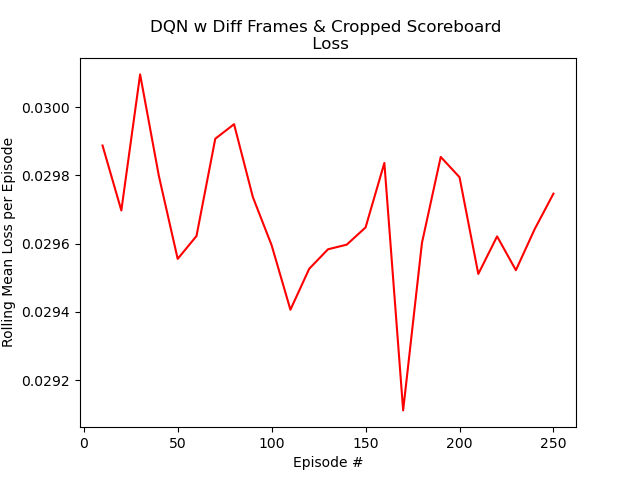 DQN w Diff Frames & Cropped Scoreboard
Loss
Rolling Mean Loss per Episode
0.0300
0.0298
0.0296
0.0294
0.0292
0
50
100
150
200
250
Episode #